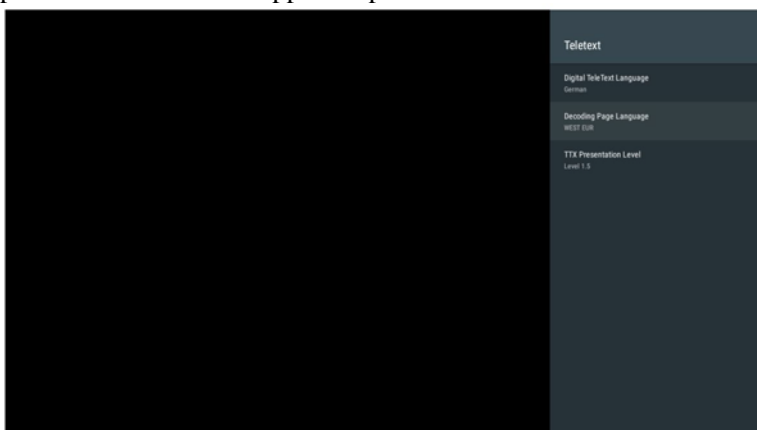 Teletext
Digital TeleText Language
German
Decoding Page Language
WEST EUR
TTX Presentation Level
Level 1.5